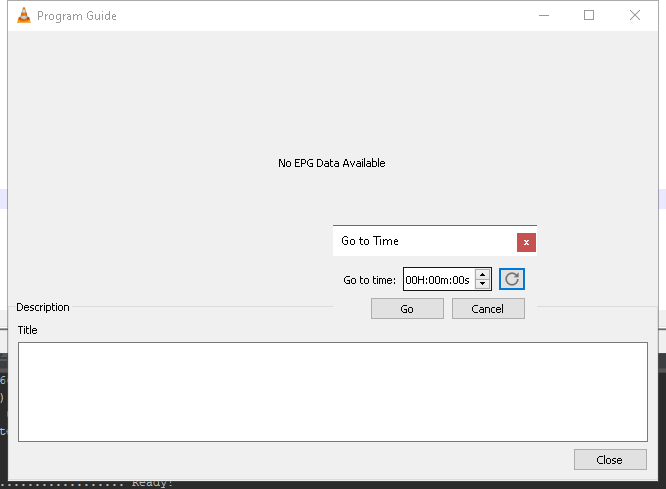 Program Guide
No EPG Data Available
Go to Time
x
Go to time: 00H:00m:00s
Go Cancel
Description
Title
Close
Ready!